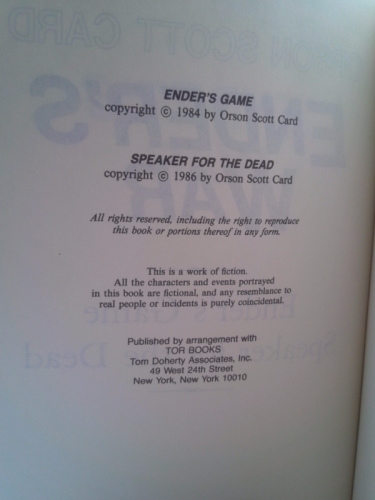 ENDER'S GAME
copyright © 1984 by Orson Scott Card
SPEAKER FOR THE DEAD
copyright © 1986 by Orson Scott Card
All rights reserved, including the right to reproduce
this book or portions thereof in any form.
This is a work of fiction.
All the characters and events portrayed
in this book are fictional, and any resemblance to
real people or incidents is purely coincidental.
Published by arrangement with
TOR BOOKS
Tom Doherty Associates, Inc.
49 West 24th Street
New York, New York 10010